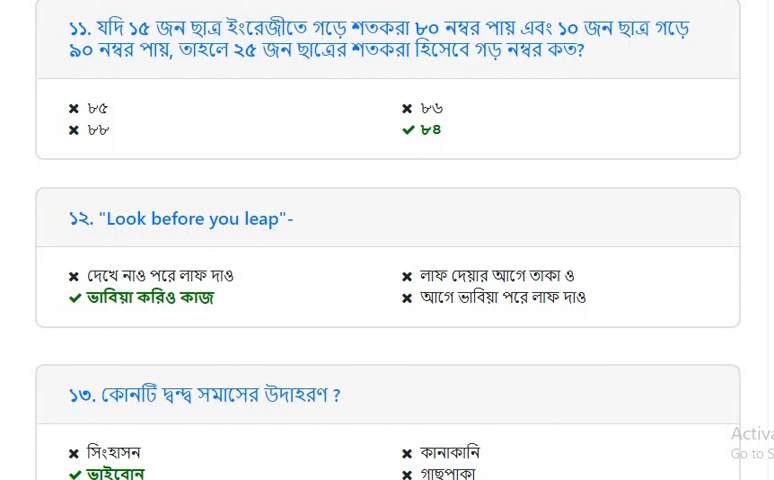 ১১. যদি ১৫ জন ছাত্র ইংরেজীতে গড়ে শতকরা ৮০ নম্বর পায় এবং ১০ জন ছাত্র গড়ে
৯০ নম্বর পায়, তাহলে ২৫ জন ছাত্রের শতকরা হিসেবে গড় নম্বর কত?
✖ ৮৫ ✖ ৮৬
✖ ৮৮ ✔ ৮৪
১২. "Look before you leap"-
✖ দেখে নাও পরে লাফ দাও ✖ লাফ দেয়ার আগে তাকা ও
✔ ভাবিয়া করিও কাজ ✖ আগে ভাবিয়া পরে লাফ দাও
১৩. কোনটি দ্বন্দ্ব সমাসের উদাহরণ ?
✖ সিংহাসন ✖ কানাকানি
✔ ভাইবোন ✖ গাছপাকা
Activa
Go to S